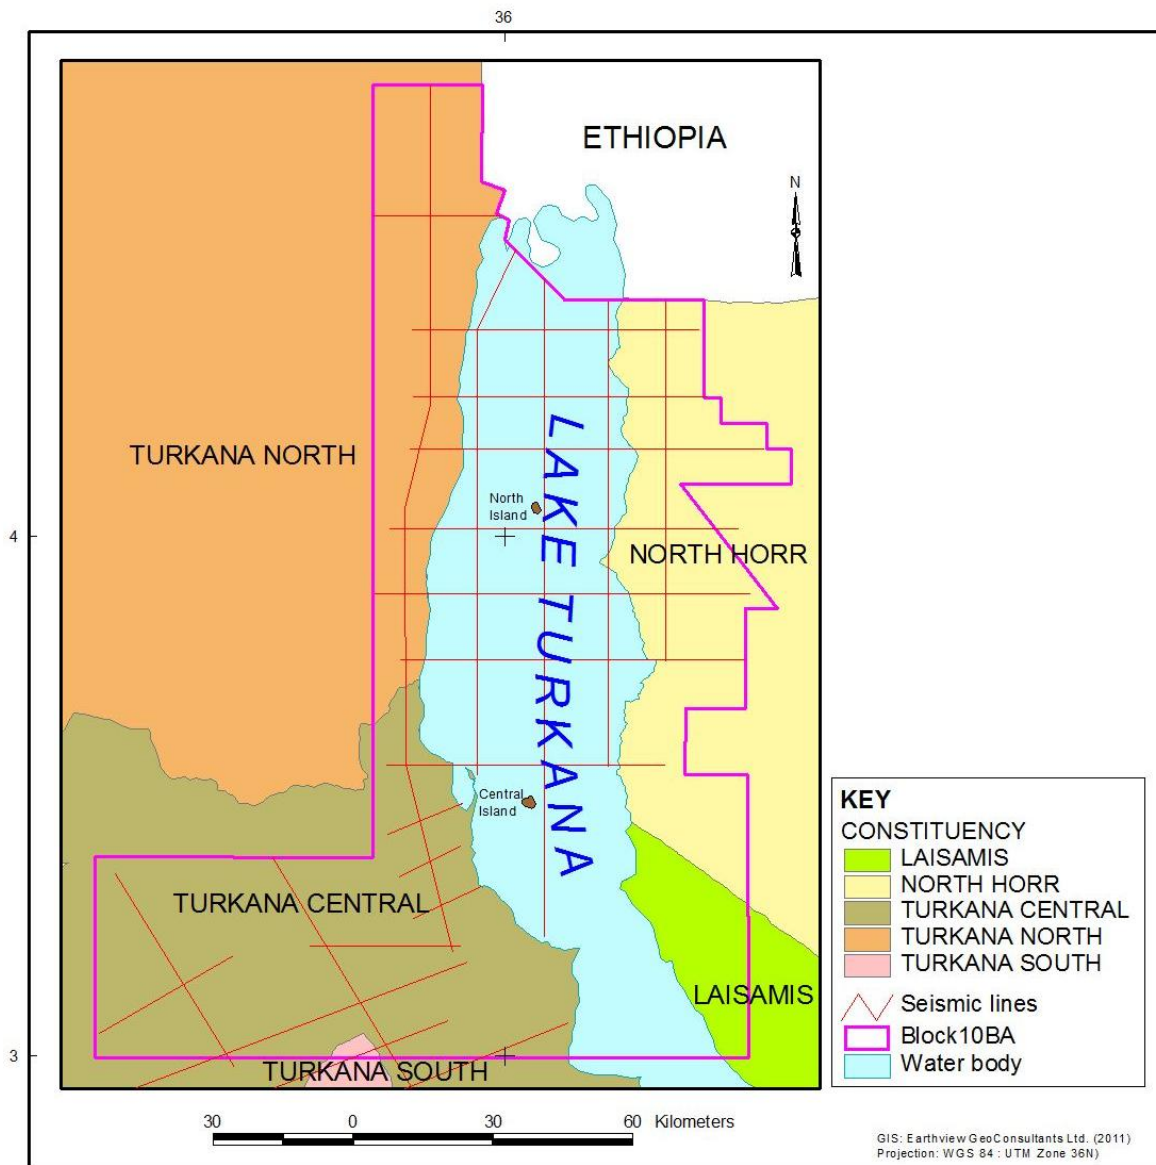 36
ETHIOPIA
N
TURKANA NORTH
LAKE TURKANA
North
Island
4
NORTH HORR
Central
Island
TURKANA CENTRAL
LAISAMIS
3
TURKANA SOUTH
KEY
CONSTITUENCY
LAISAMIS
NORTH HORR
TURKANA CENTRAL
TURKANA NORTH
TURKANA SOUTH
Seismic lines
Block10BA
Water body
30 0 30 60 Kilometers
GIS: Earthview GeoConsultants Ltd. (2011)
Projection: WGS 84 : UTM Zone 36N)